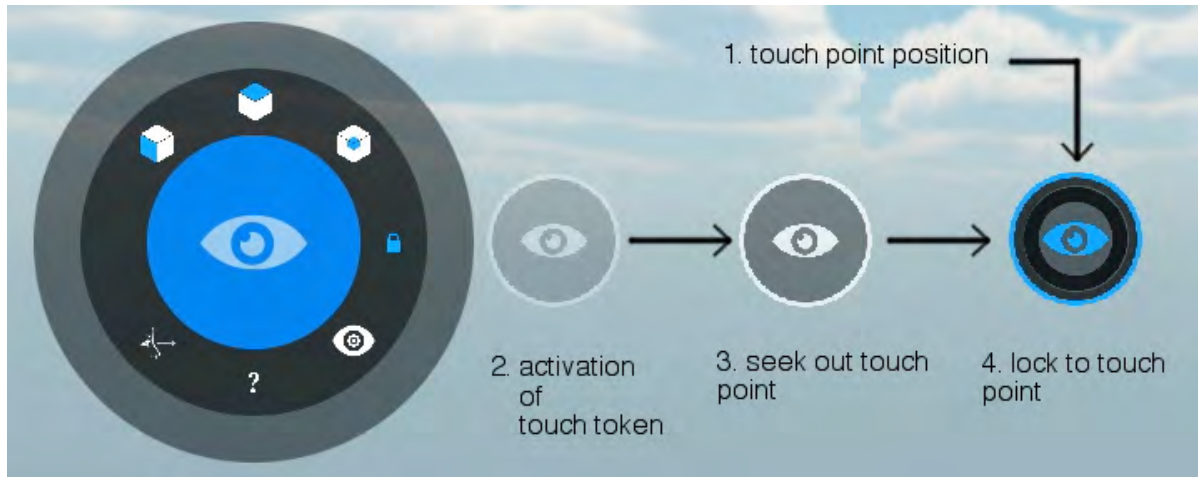 1. touch point position
?
2. activation
of
touch token
3. seek out touch
point
4. lock to touch
point